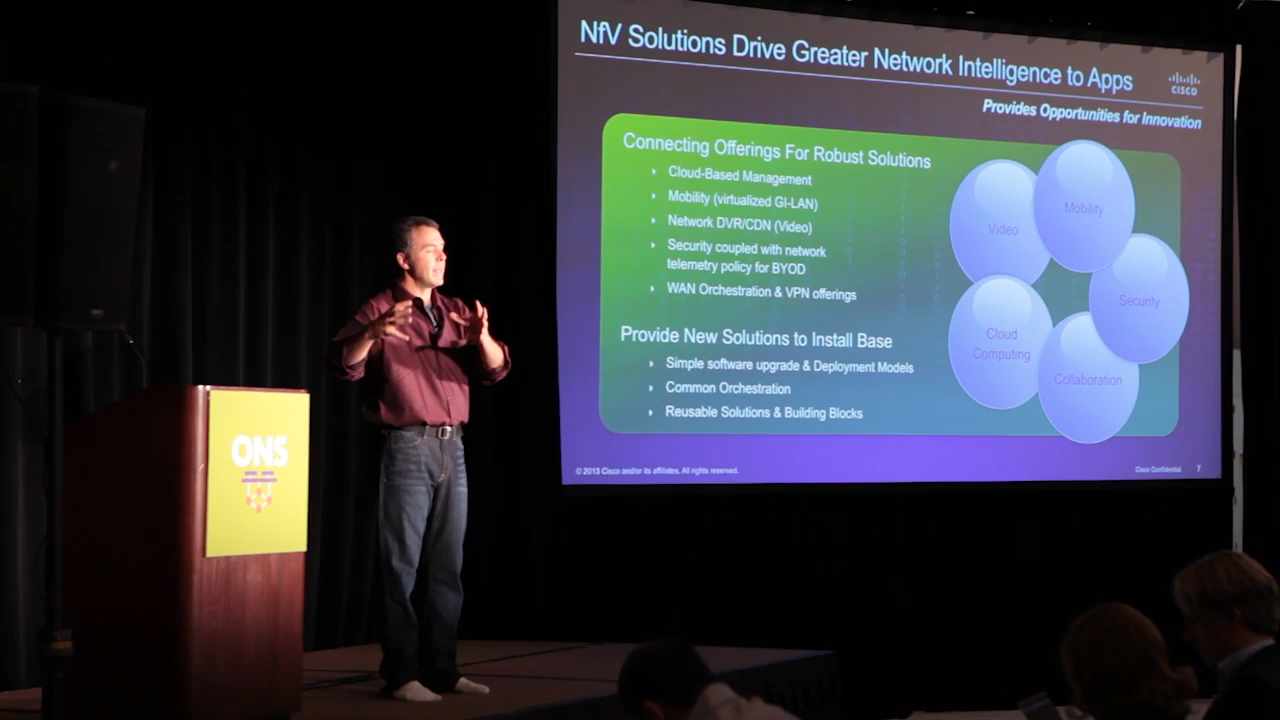 NfV Solutions Drive Greater Network Intelligence to Apps
CISCO
Provides Opportunities for Innovation
Connecting Offerings For Robust Solutions
Cloud-Based Management
Mobility (virtualized GI-LAN)
Network DVR/CDN (Video)
Security coupled with network
telemetry policy for BYOD
WAN Orchestration & VPN offerings
Provide New Solutions to Install Base
Simple software upgrade & Deployment Models
Common Orchestration
Reusable Solutions & Building Blocks
Video
Mobility
Security
Cloud
Computing
Collaboration
© 2013 Cisco and/or its affiliates. All rights reserved.
Cisco Confidential
7
ONS